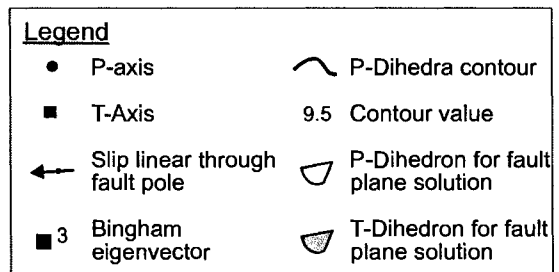 Legend
P-axis
T-Axis
Slip linear through
fault pole
3 Bingham
eigenvector
P-Dihedra contour
9.5 Contour value
P-Dihedron for fault
plane solution
T-Dihedron for fault
plane solution